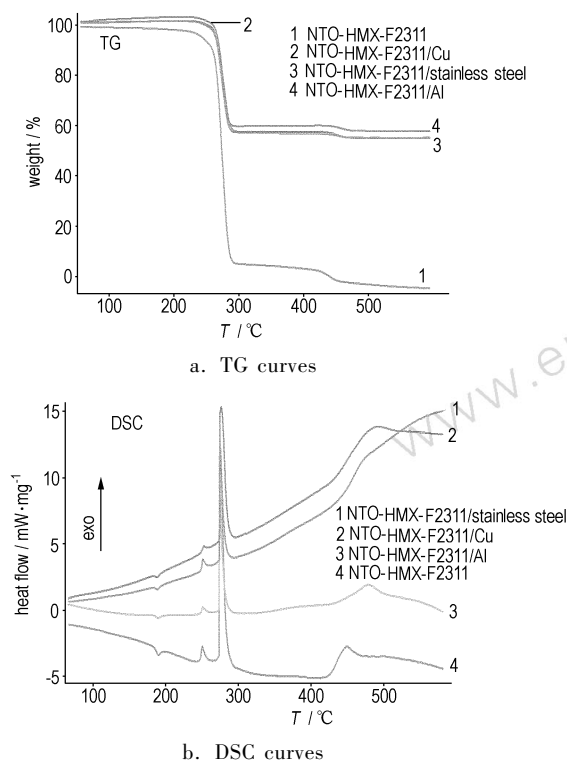 TG
2
1 NTO-HMX-F2311
2 NTO-HMX-F2311/Cu
3 NTO-HMX-F2311/stainless steel
4 NTO-HMX-F2311/Al
weight / %
100
80
60
40
20
0
4
3
1
100 200 300 400 500
T / ℃
a. TG curves
www.e
DSC
exo
heat flow / mW·mg-1
15
10
5
0
-5
1
2
1 NTO-HMX-F2311/stainless steel
2 NTO-HMX-F2311/Cu
3 NTO-HMX-F2311/Al
4 NTO-HMX-F2311
3
4
100 200 300 400 500
T / ℃
b. DSC curves